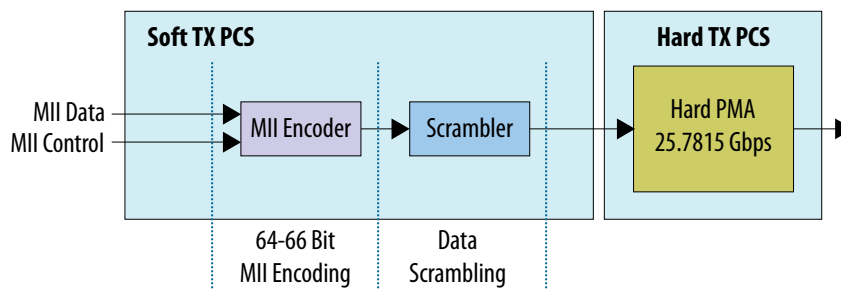 Soft TX PCS
Hard TX PCS
MII Data
MII Control
MII Encoder
Scrambler
Hard PMA
25.7815 Gbps
64-66 Bit
MII Encoding
Data
Scrambling